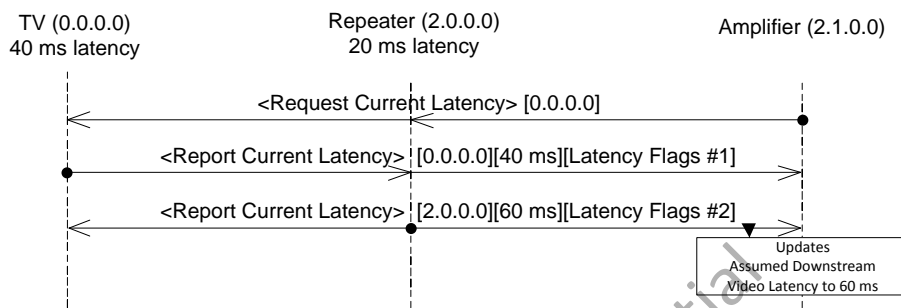 TV (0.0.0.0)
40 ms latency
Repeater (2.0.0.0)
20 ms latency
Amplifier (2.1.0.0)
<Request Current Latency> [0.0.0.0]
<Report Current Latency> [0.0.0.0][40 ms][Latency Flags #1]
<Report Current Latency> [2.0.0.0][60 ms][Latency Flags #2]
Updates
Assumed Downstream
Video Latency to 60 ms